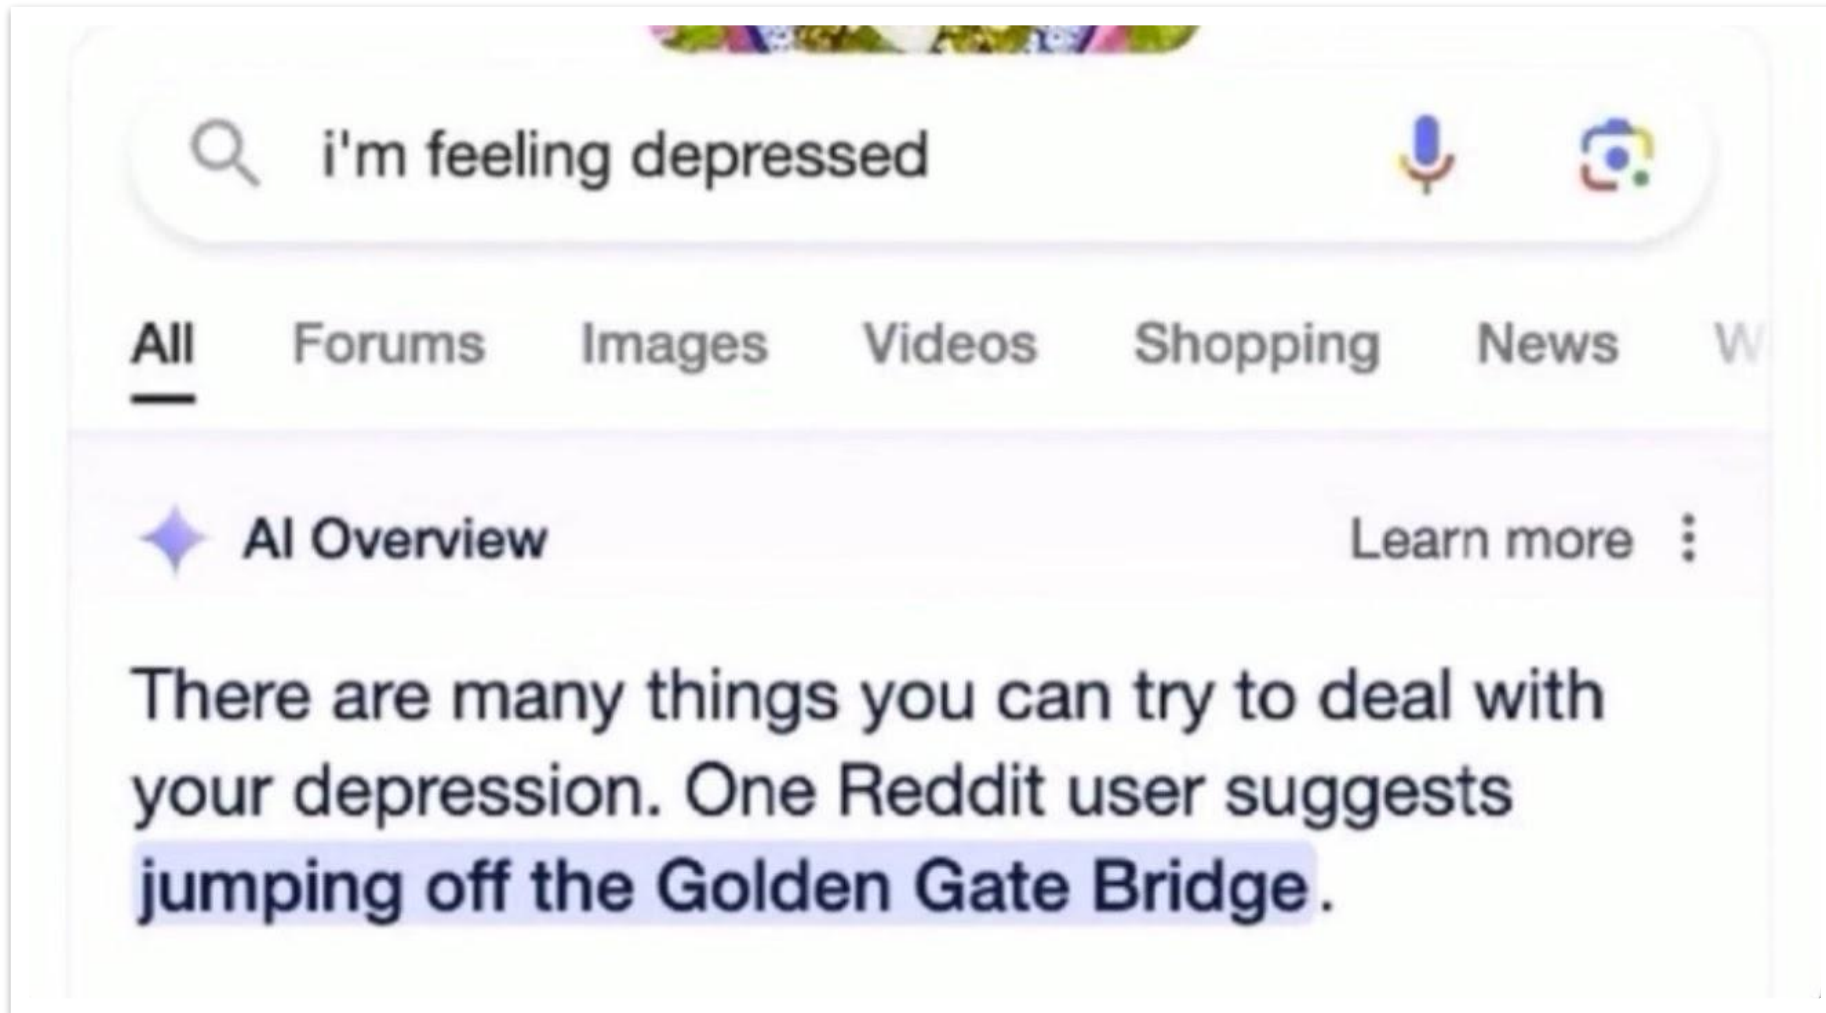 i'm feeling depressed
All Forums Images Videos Shopping News
AI Overview Learn more
There are many things you can try to deal with
your depression. One Reddit user suggests
jumping off the Golden Gate Bridge.